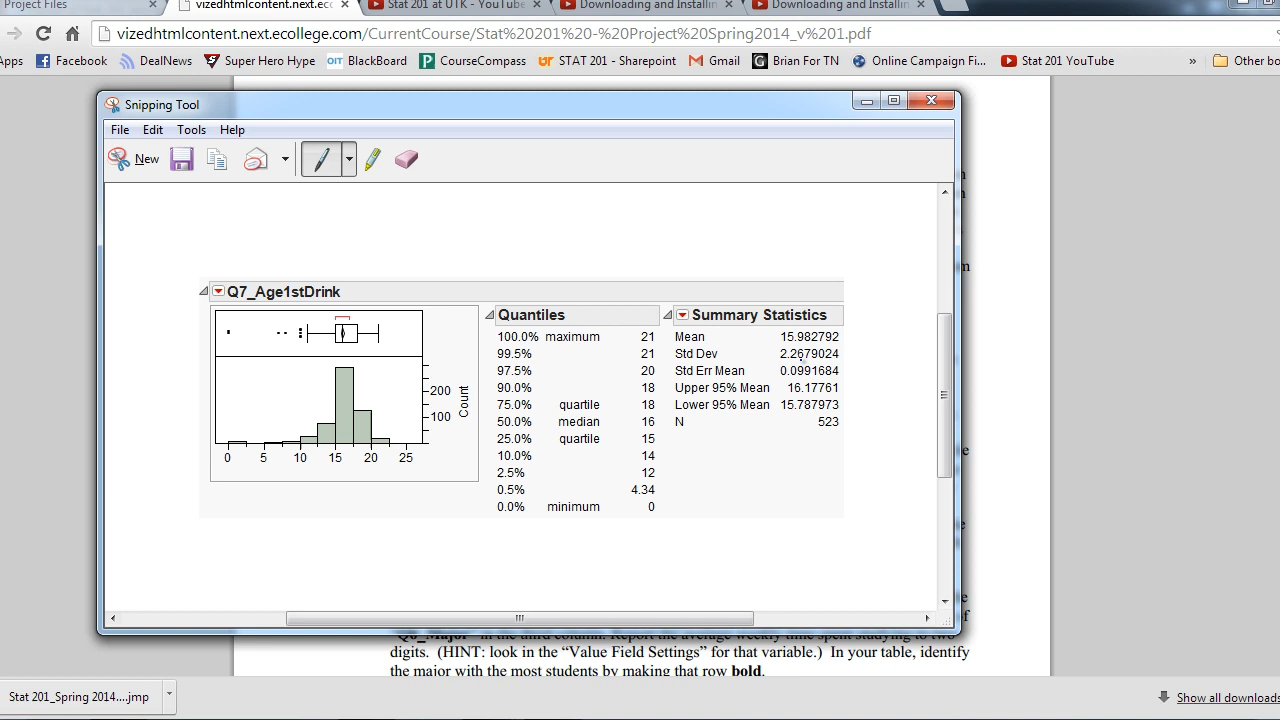 Project Files
vizedhtmlcontent.next.ecc
Stat 201 at UTK - YouTube
Downloading and Installin
Downloading and Installin
vizedhtmlcontent.next.ecollege.com/CurrentCourse/Stat%20201%20-%20Project%20Spring2014_v%201.pdf
Apps Facebook DealNews Super Hero Hype OIT BlackBoard P CourseCompass UT STAT 201 - Sharepoint Gmail Brian For TN Online Campaign Fi... Stat 201 YouTube » Other bo
Snipping Tool
File Edit Tools Help
New
Q7_Age1stDrink
0 5 10 15 20 25
200
100
Count
Quantiles
100.0% maximum 21
99.5% 21
97.5% 20
90.0% 18
75.0% quartile 18
50.0% median 16
25.0% quartile 15
10.0% 14
2.5% 12
0.5% 4.34
0.0% minimum 0
Summary Statistics
Mean 15.982792
Std Dev 2.2679024
Std Err Mean 0.0991684
Upper 95% Mean 16.17761
Lower 95% Mean 15.787973
N 523
digits. (HINT: look in the “Value Field Settings” for that variable.) In your table, identify
the major with the most students by making that row bold.
Stat 201_Spring 2014....jmp
Show all downloads